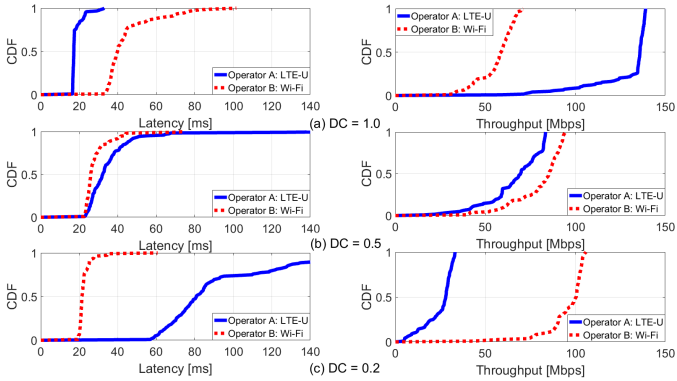 1
0.5
0
CDF
Operator A: LTE-U
Operator B: Wi-Fi
0 20 40 60 80 100 120 140
Latency [ms]
1
0.5
0
CDF
Operator A: LTE-U
Operator B: Wi-Fi
0 50 100 150
Throughput [Mbps]
(a) DC = 1.0
1
0.5
0
CDF
Operator A: LTE-U
Operator B: Wi-Fi
0 20 40 60 80 100 120 140
Latency [ms]
1
0.5
0
CDF
Operator A: LTE-U
Operator B: Wi-Fi
0 50 100 150
Throughput [Mbps]
(b) DC = 0.5
1
0.5
0
CDF
Operator A: LTE-U
Operator B: Wi-Fi
0 20 40 60 80 100 120 140
Latency [ms]
1
0.5
0
CDF
Operator A: LTE-U
Operator B: Wi-Fi
0 50 100 150
Throughput [Mbps]
(c) DC = 0.2